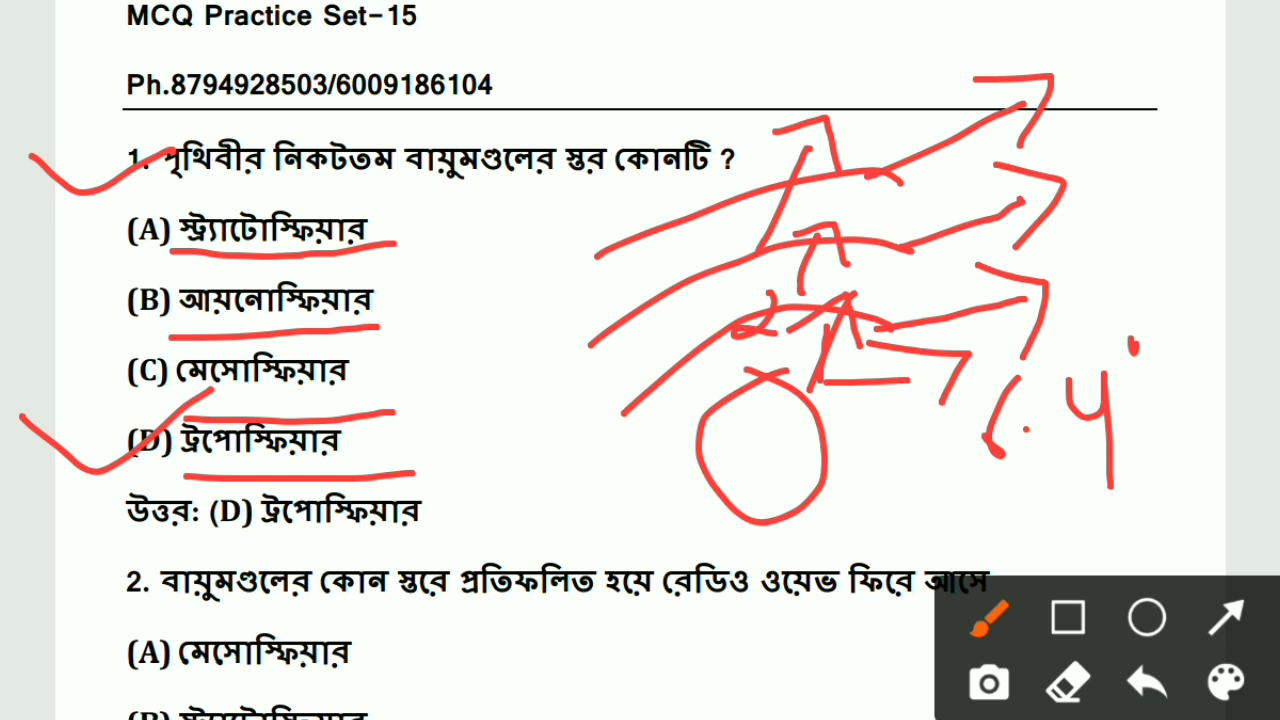 MCQ Practice Set-15
Ph.8794928503/6009186104
1. পৃথিবীর নিকটতম বায়ুমণ্ডলের স্তর কোনটি ?
(A) স্ট্র্যাটোস্ফিয়ার
(B) আয়নোস্ফিয়ার
(C) মেসোস্ফিয়ার
(D) ট্রপোস্ফিয়ার
উত্তর: (D) ট্রপোস্ফিয়ার
2. বায়ুমণ্ডলের কোন স্তরে প্রতিফলিত হয়ে রেডিও ওয়েভ ফিরে আসে
(A) মেসোস্ফিয়ার